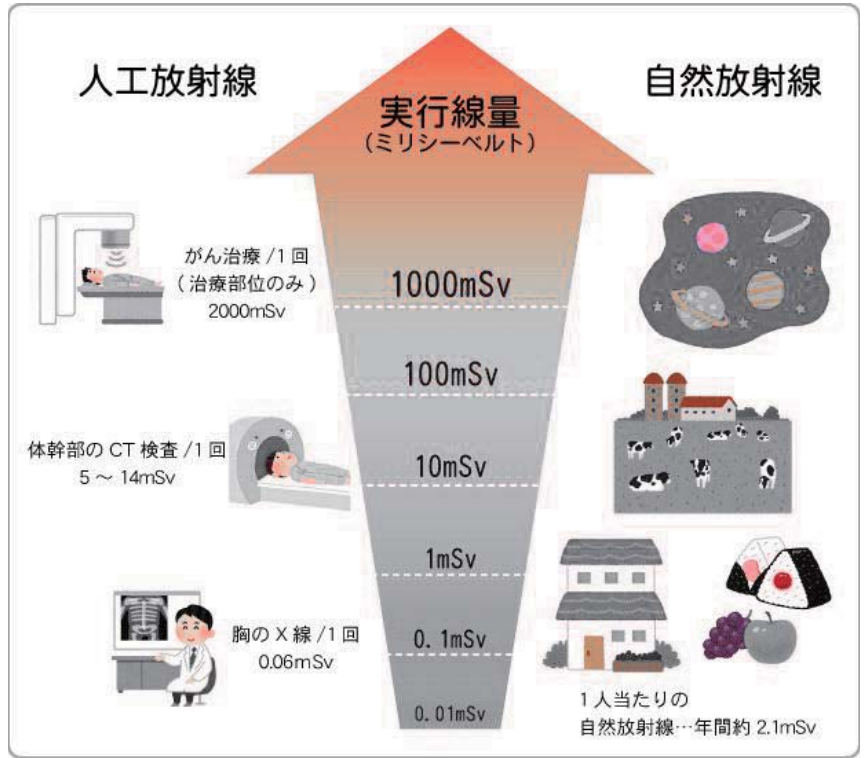 人工放射線
自然放射線
実行線量
(ミリシーベルト)
がん治療/1回
(治療部位のみ)
2000mSv
1000mSv
100mSv
体幹部のCT検査/1回
5〜14mSv
10mSv
1mSv
胸のX線/1回
0.06mSv
0.1mSv
0.01mSv
1人当たりの
自然放射線…年間約2.1mSv